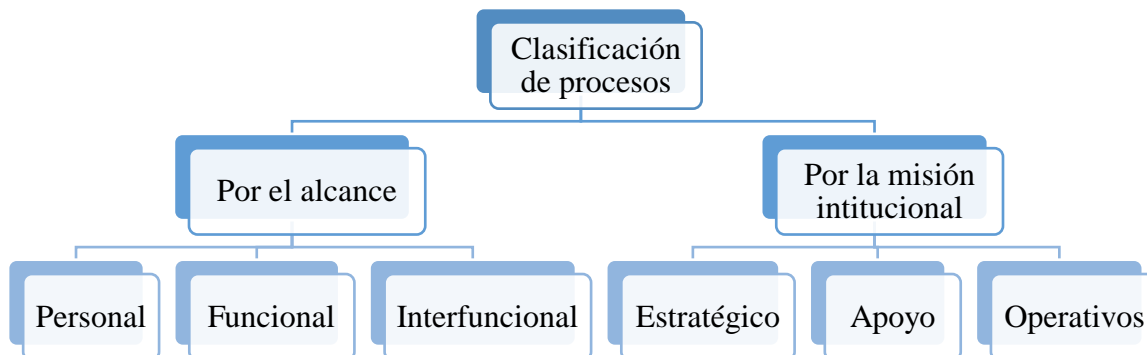 Clasificación
de procesos
Por el alcance
Por la misión
intitucional
Personal
Funcional
Interfuncional
Estratégico
Apoyo
Operativos